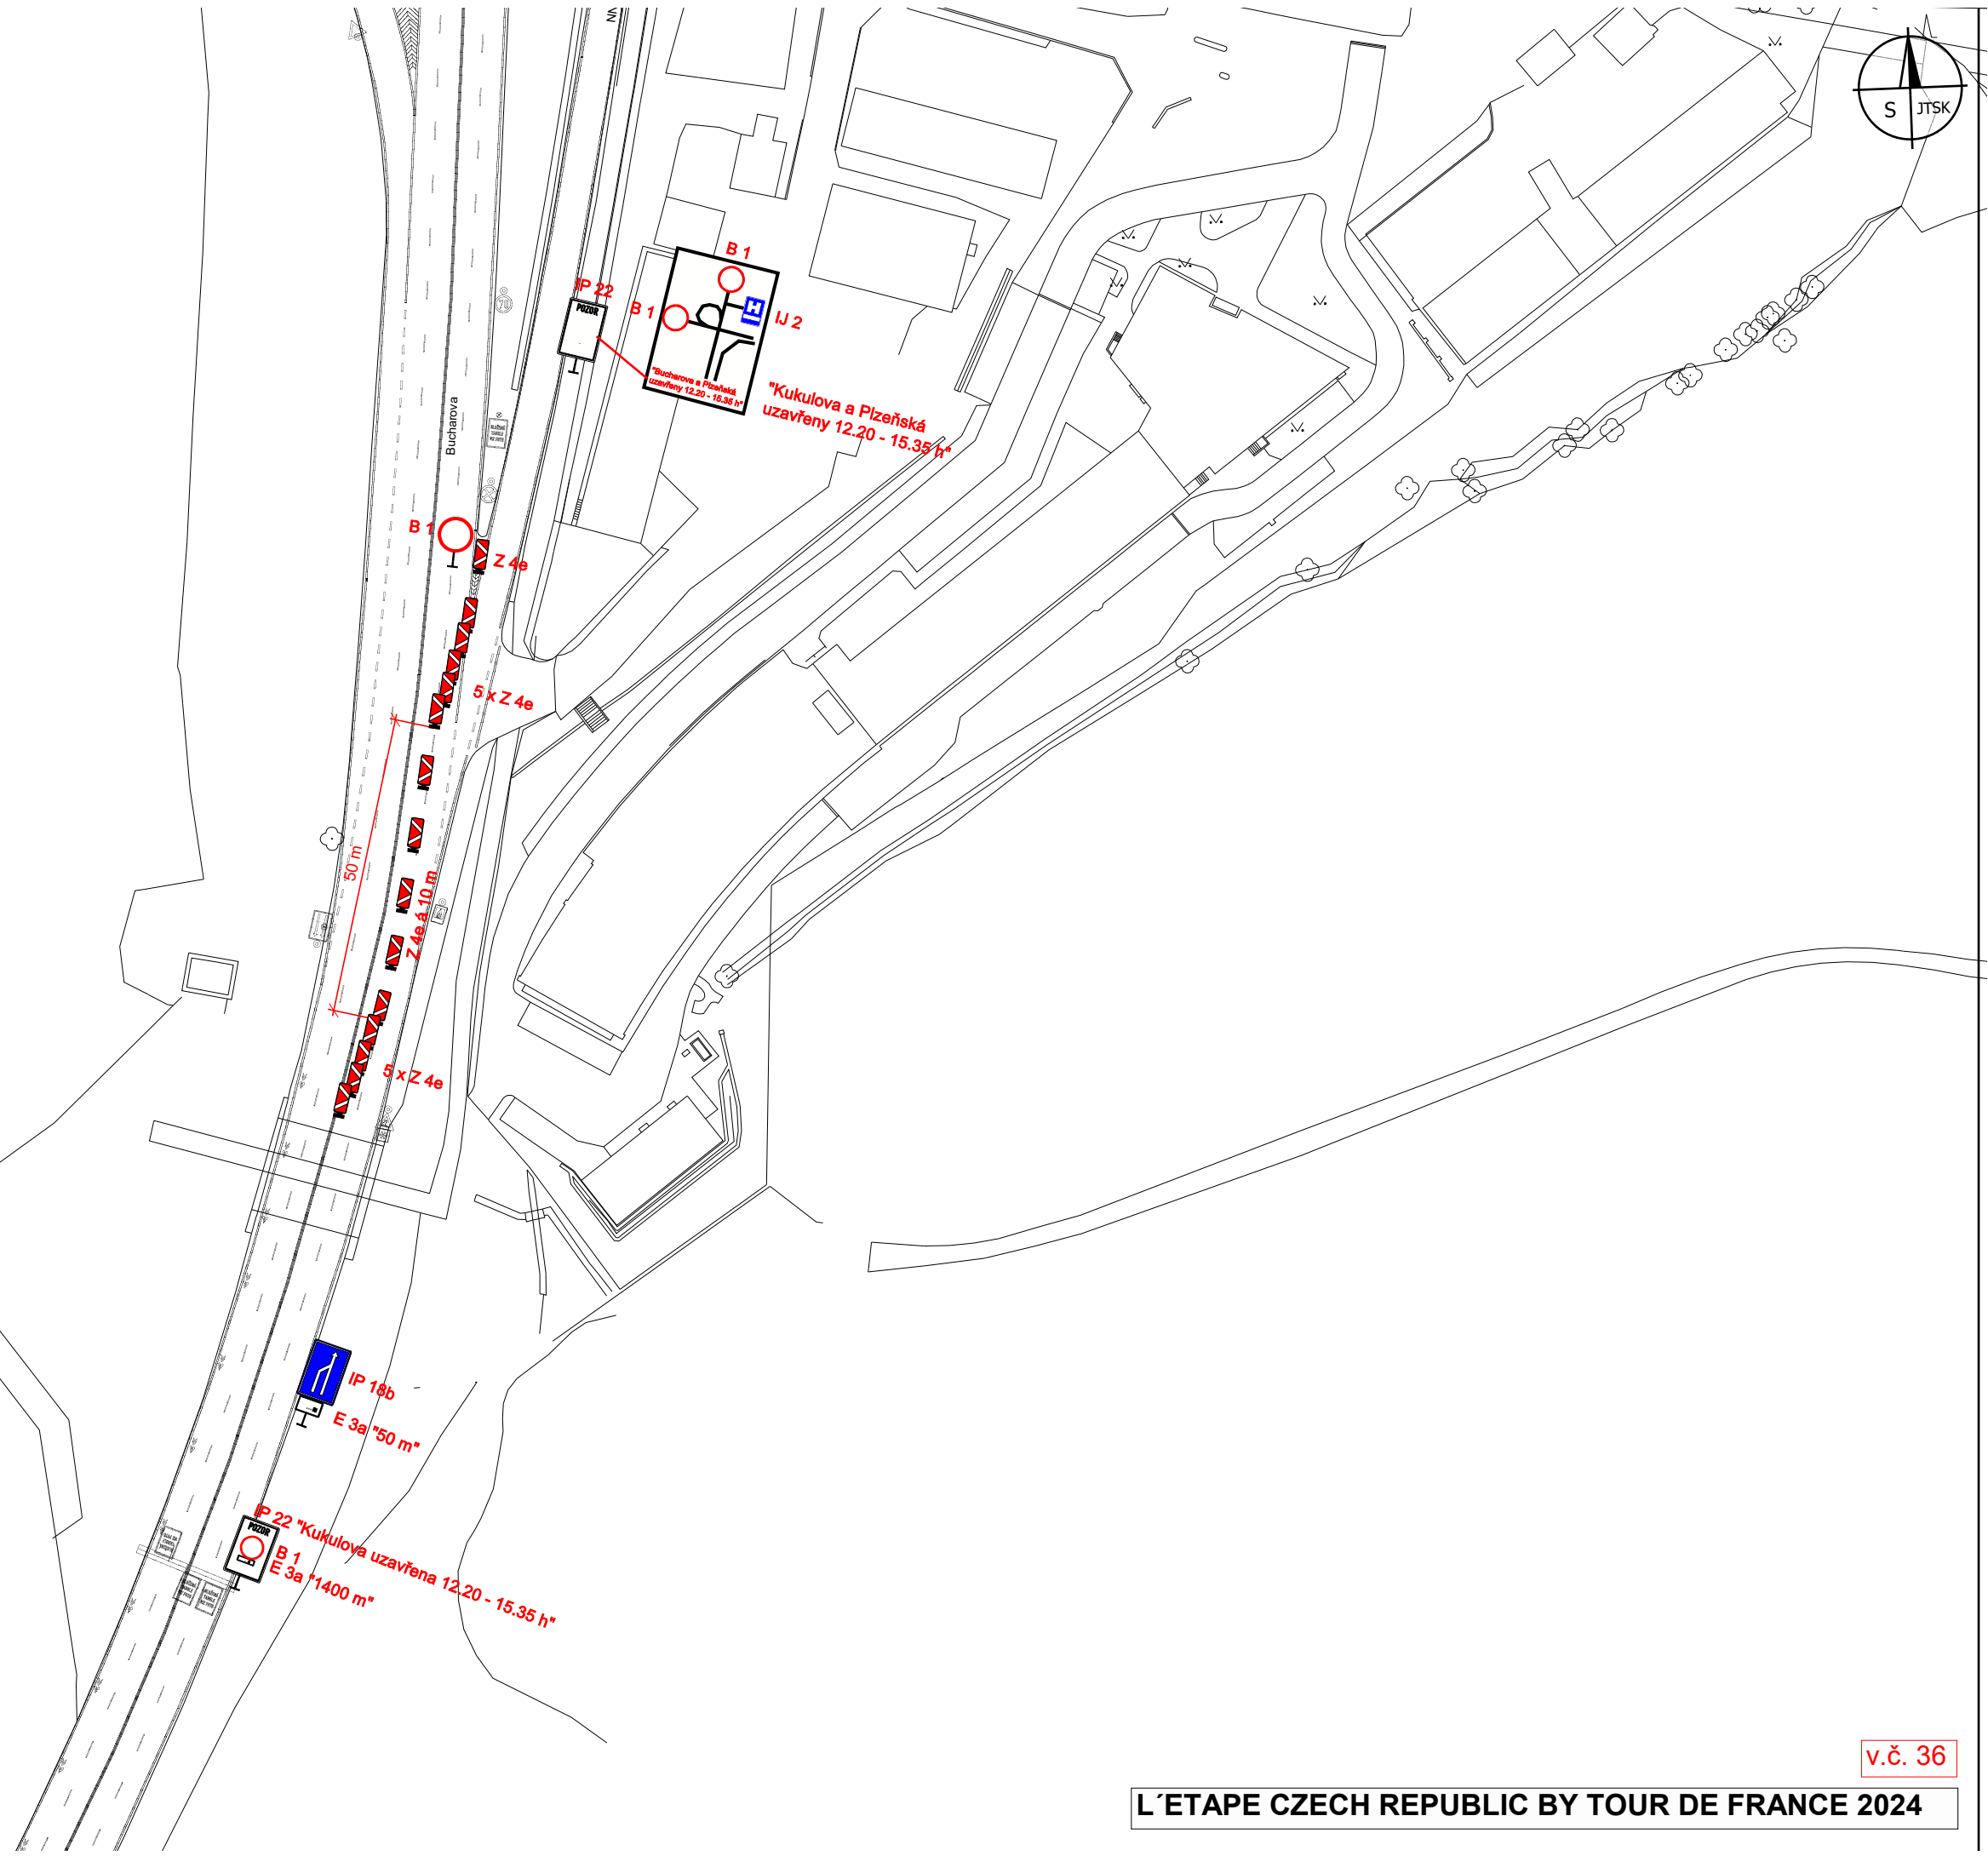 S
JTSK
B 1
IP 22
POZOR
B 1
IJ 2
"Bucharova a Plzeňská
uzavřeny 12.20 - 15.35 h"
"Kukulova a Plzeňská
uzavřeny 12.20 - 15.35 h"
Bucharova
B 1
Z 4e
5 x Z 4e
50 m
Z 4e á 10 m
5 x Z 4e
IP 18b
E 3a "50 m"
IP 22 "Kukulova uzavřena 12.20 - 15.35 h"
POZOR
B 1
E 3a "1400 m"
v.č. 36
L´ETAPE CZECH REPUBLIC BY TOUR DE FRANCE 2024